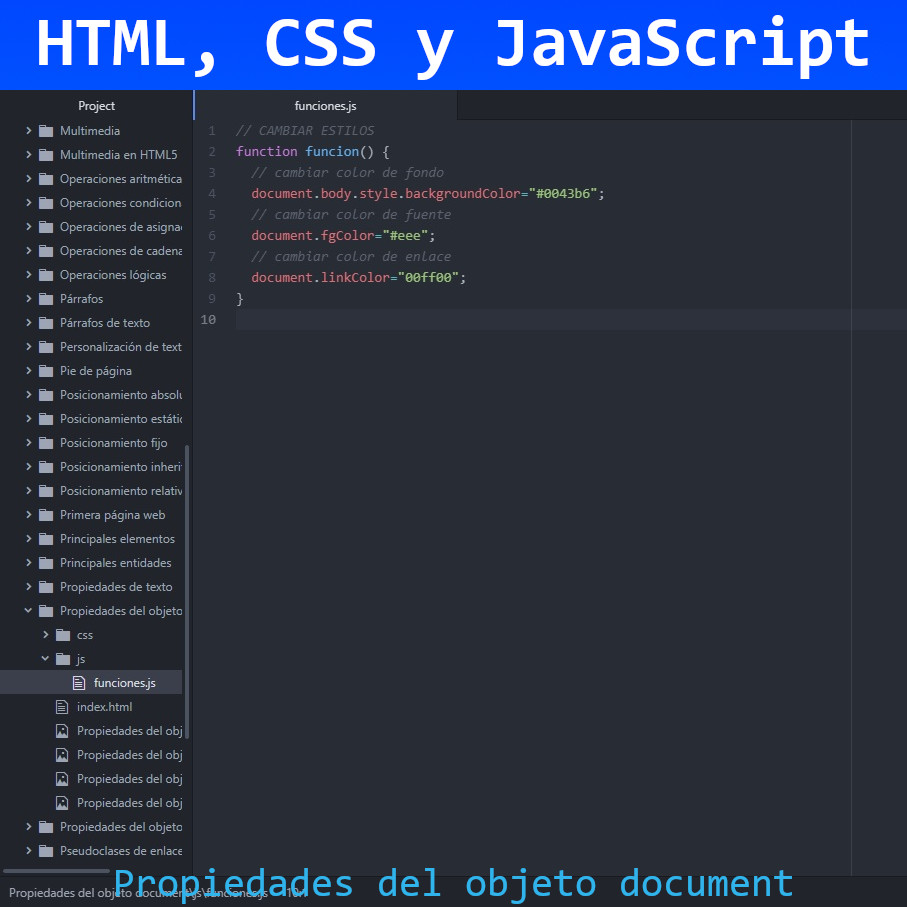 HTML, CSS y JavaScript
Project
Multimedia
Multimedia en HTML5
Operaciones aritmética
Operaciones condicion
Operaciones de asigna
Operaciones de cadena
Operaciones lógicas
Párrafos
Párrafos de texto
Personalización de text
Pie de página
Posicionamiento absolu
Posicionamiento estátic
Posicionamiento fijo
Posicionamiento inheri
Posicionamiento relativ
Primera página web
Principales elementos
Principales entidades
Propiedades de texto
Propiedades del objeto
css
js
funciones.js
index.html
Propiedades del obj
Propiedades del obj
Propiedades del obj
Propiedades del obj
Propiedades del objeto
Pseudoclases de enlace
funciones.js
1 // CAMBIAR ESTILOS
2 function funcion() {
3 // cambiar color de fondo
4 document.body.style.backgroundColor="#0043b6";
5 // cambiar color de fuente
6 document.fgColor="#eee";
7 // cambiar color de enlace
8 document.linkColor="00ff00";
9 }
10
Propiedades del objeto document\js\funciones.js
Propiedades del objeto document